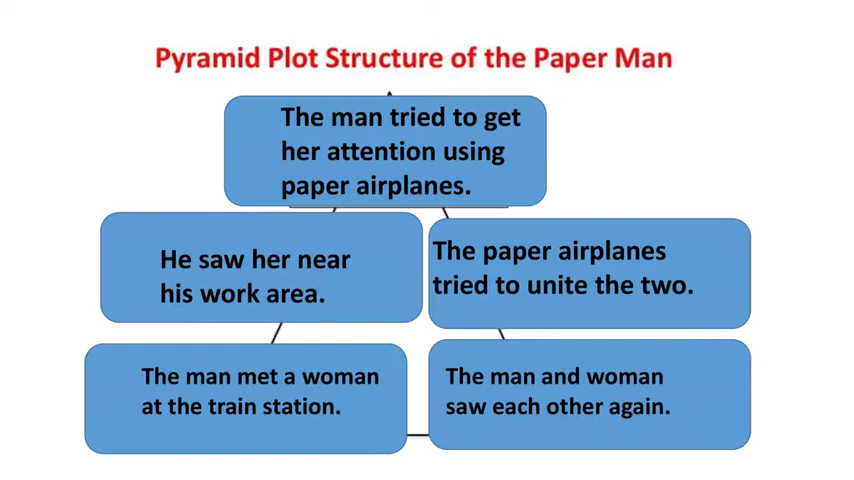 Pyramid Plot Structure of the Paper Man
The man tried to get
her attention using
paper airplanes.
He saw her near
his work area.
The paper airplanes
tried to unite the two.
The man met a woman
at the train station.
The man and woman
saw each other again.